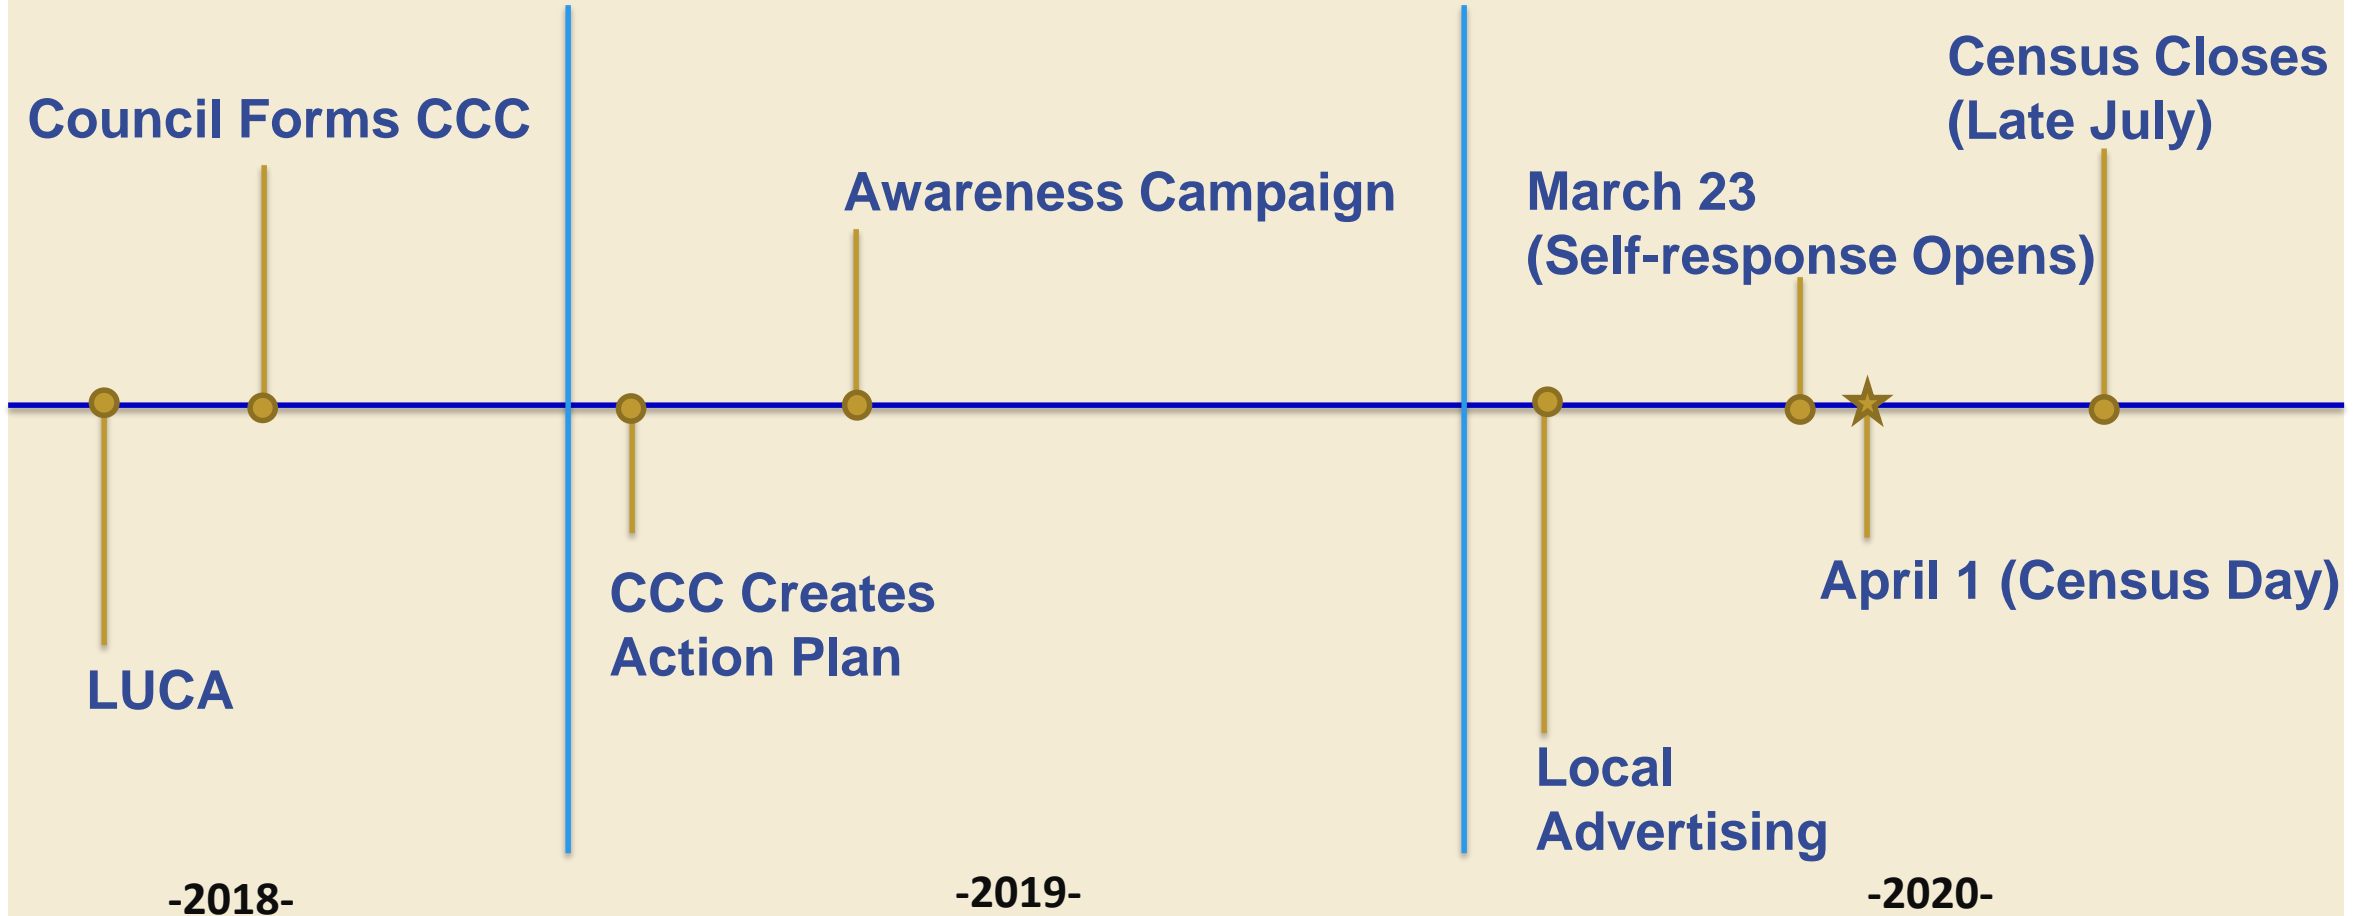 Council Forms CCC
LUCA
CCC Creates
Action Plan
Awareness Campaign
Local
Advertising
March 23
(Self-response Opens)
April 1 (Census Day)
Census Closes
(Late July)
-2018-
-2019-
-2020-